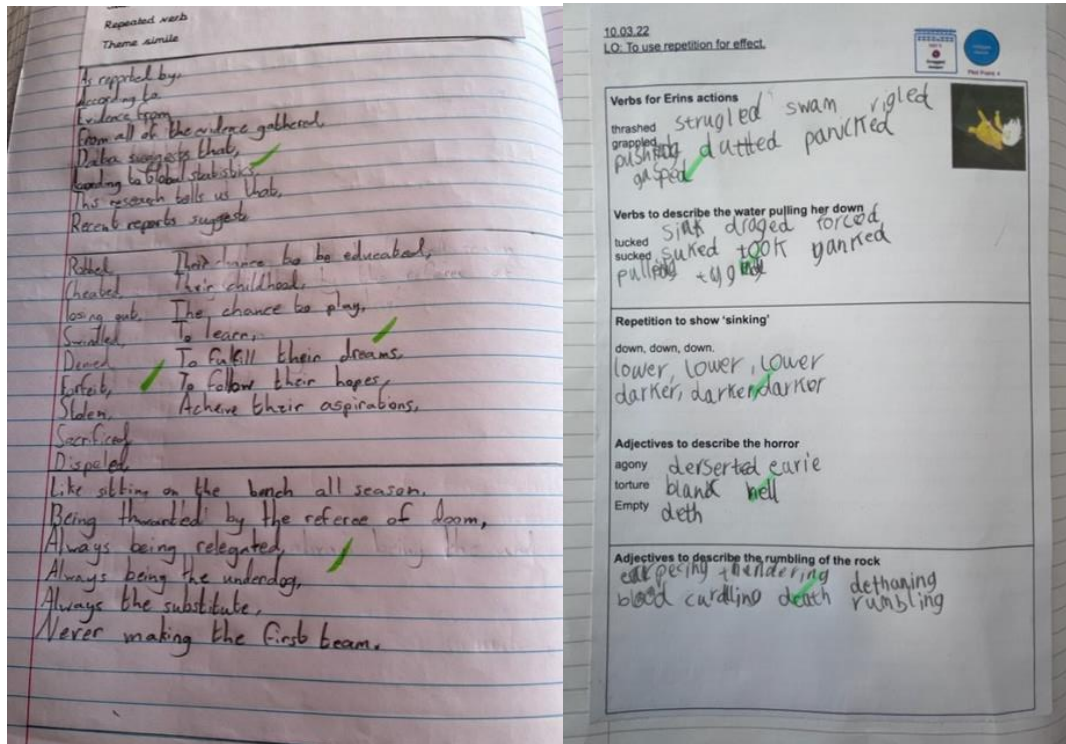 Repeated verb
Theme simile
As reported by,
According to
Evidence from
From all of the evidence gathered
Data suggests that,
According to Global statistics,
This research tells us that,
Recent reports suggest
Robbed Their chance to be educated,
Cheated Their childhood,
losing out, The chance to play,
Swindled, To learn,
Denied To fulfill their dreams,
Forfeit, To follow their hopes,
Stolen Acheive their aspirations,
Sacrificed
Dispeled
Like sitting on the bench all season.
Being thwarted by the referee of doom,
Always being relegated,
Always being the underdog,
Always the substitute,
Never making the first team.
10.03.22
LO: To use repetition for effect.
Verbs for Erins actions
thrashed strugled swam rigled
grappled
panicked
gasped
Verbs to describe the water pulling her down
sink draged forced
tucked
sucked suked took yanked
Repetition to show 'sinking'
down, down, down.
lower, lower, lower
darker, darker, darker
Adjectives to describe the horror
agony derserted earie
torture blank hell
Empty deth
Adjectives to describe the rumbling of the rock
thendering
blood curdling death rumbling